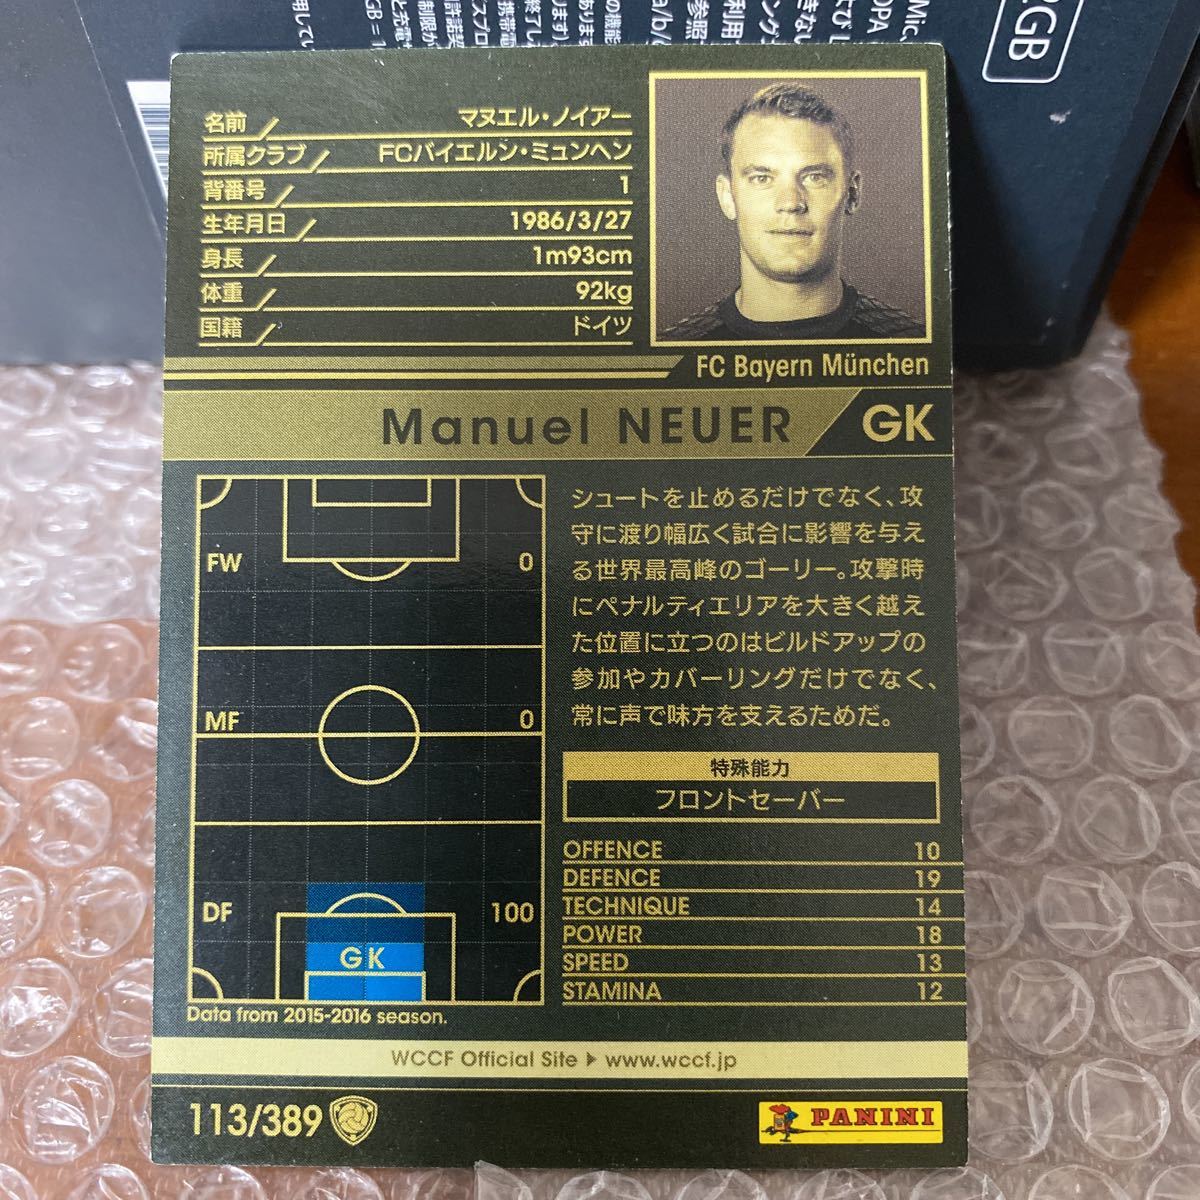 名前 マヌエル・ノイアー
所属クラブ FCバイエルン・ミュンヘン
背番号 1
生年月日 1986/3/27
身長 1m93cm
体重 92kg
国籍 ドイツ
FC Bayern München
Manuel NEUER GK
FW 0
MF 0
DF 100
GK
Data from 2015-2016 season.
シュートを止めるだけでなく、攻
守に渡り幅広く試合に影響を与え
る世界最高峰のゴーリー。攻撃時
にペナルティエリアを大きく越え
た位置に立つのはビルドアップの
参加やカバーリングだけでなく、
常に声で味方を支えるためだ。
特殊能力
フロントセーバー
OFFENCE 10
DEFENCE 19
TECHNIQUE 14
POWER 18
SPEED 13
STAMINA 12
WCCF Official Site ▶ www.wccf.jp
113/389
PANINI